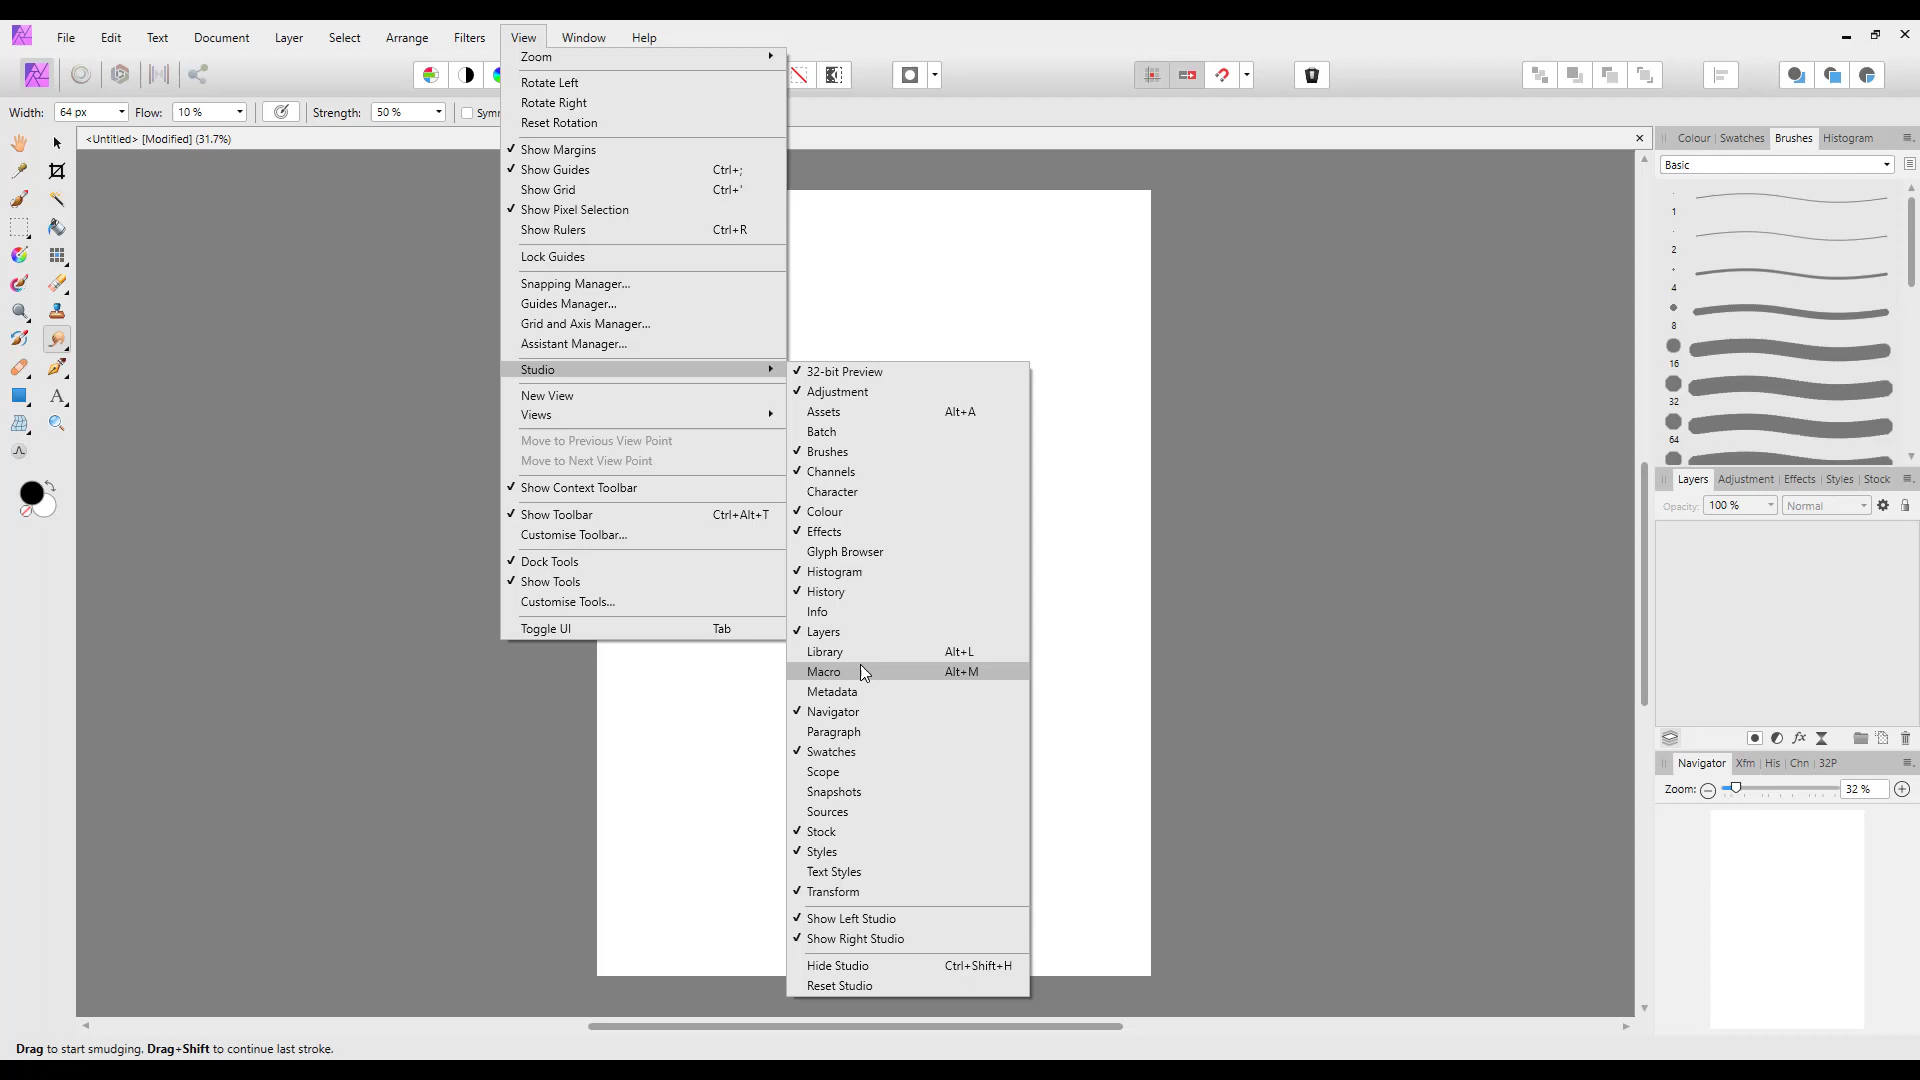 File Edit Text Document Layer Select Arrange Filters View Window Help
Width: 64 px Flow: 10 % Strength: 50 %
<Untitled> [Modified] (31.7%)
Zoom
Rotate Left
Rotate Right
Reset Rotation
Show Margins
Show Guides Ctrl+;
Show Grid Ctrl+'
Show Pixel Selection
Show Rulers Ctrl+R
Lock Guides
Snapping Manager...
Guides Manager...
Grid and Axis Manager...
Assistant Manager...
Studio
New View
Views
Move to Previous View Point
Move to Next View Point
Show Context Toolbar
Show Toolbar Ctrl+Alt+T
Customise Toolbar...
Dock Tools
Show Tools
Customise Tools...
Toggle UI Tab
32-bit Preview
Adjustment
Assets Alt+A
Batch
Brushes
Channels
Character
Colour
Effects
Glyph Browser
Histogram
History
Info
Layers
Library Alt+L
Macro Alt+M
Metadata
Navigator
Paragraph
Swatches
Scope
Snapshots
Sources
Stock
Styles
Text Styles
Transform
Show Left Studio
Show Right Studio
Hide Studio Ctrl+Shift+H
Reset Studio
Colour Swatches Brushes Histogram
Basic
1
2
4
8
16
32
64
Layers Adjustment Effects Styles Stock
Opacity: 100 % Normal
Navigator Xfm His Chn 32P
Zoom: 32 %
Drag to start smudging. Drag+Shift to continue last stroke.